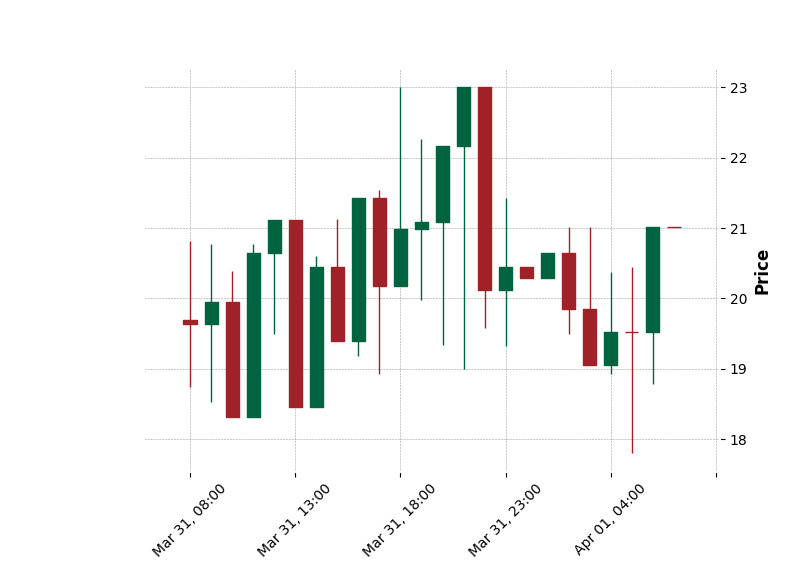 23
22
21
20
19
18
Price
Mar 31, 08:00
Mar 31, 13:00
Mar 31, 18:00
Mar 31, 23:00
Apr 01, 04:00